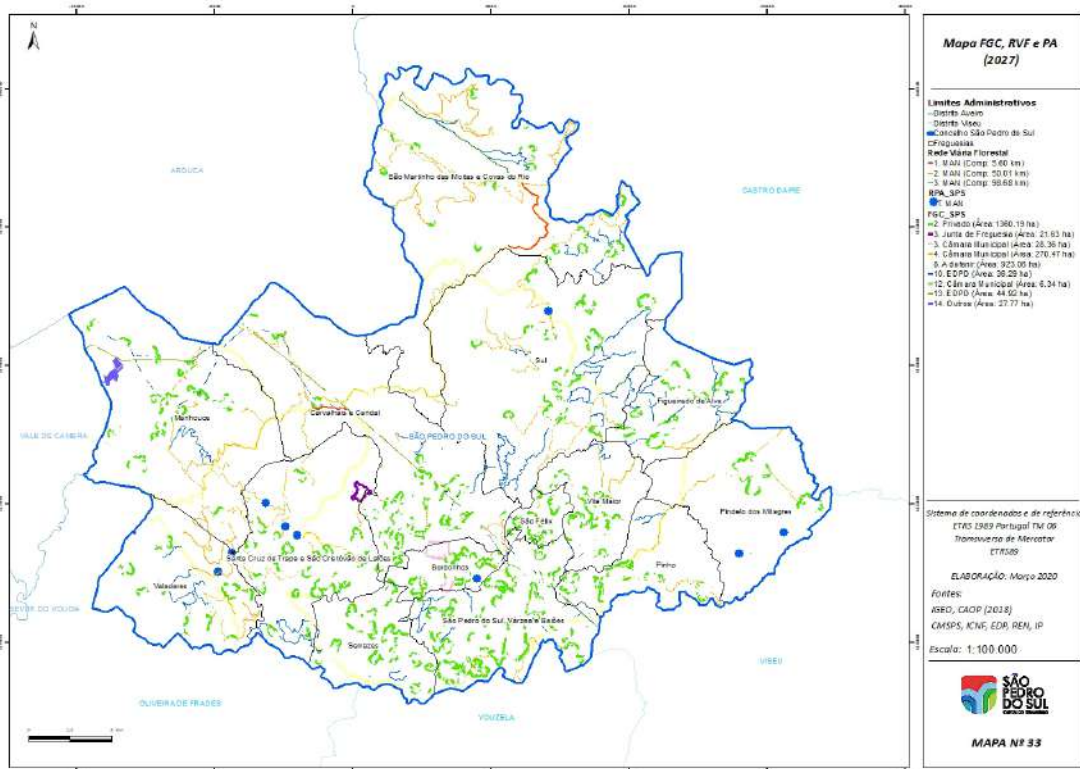 N
Mapa FGC, RVF e PA
(2027)
Limites Administrativos
Distrito Aveiro
Distrito Viseu
Concelho São Pedro do Sul
Freguesias
Rede Viária Florestal
1. MAN (Comp: 5.60 km)
2. MAN (Comp: 50.01 km)
3. MAN (Comp: 98.68 km)
RPA_SPS
1. MAN
FGC_SPS
2. Privado (Área: 1360.19 ha)
3. Junta de Freguesia (Área: 21.63 ha)
3. Câmara Municipal (Área: 28.36 ha)
4. Câmara Municipal (Área: 270.47 ha)
8. A definir (Área: 923.08 ha)
10. EDPD (Área: 38.29 ha)
12. Câmara Municipal (Área: 6.34 ha)
13. EDPD (Área: 44.92 ha)
14. Outros (Área: 27.77 ha)
AROUCA
CASTRO DAIRE
São Martinho das Moitas e Covas do Rio
Sul
Figueiredo de Alva
Manhouce
Carvalhais e Candal
VALE DE CAMBRA
SÃO PEDRO DO SUL
Vila Maior
Pindelo dos Milagres
São Félix
Santa Cruz da Trapa e São Cristóvão de Lafões
Bordonhos
Pinho
Valadares
SEVER DO VOUGA
São Pedro do Sul, Várzea e Baiões
Serrazes
VISEU
OLIVEIRA DE FRADES
VOUZELA
Sistema de coordenadas e de referência
ETRS 1989 Portugal TM 06
Transversa de Mercator
ETRS89
ELABORAÇÃO: Março 2020
Fontes:
IGEO, CAOP (2018)
CMSPS, ICNF, EDP, REN, IP
Escala: 1:100 000
SÃO
PEDRO
DO SUL
MAPA Nº 33